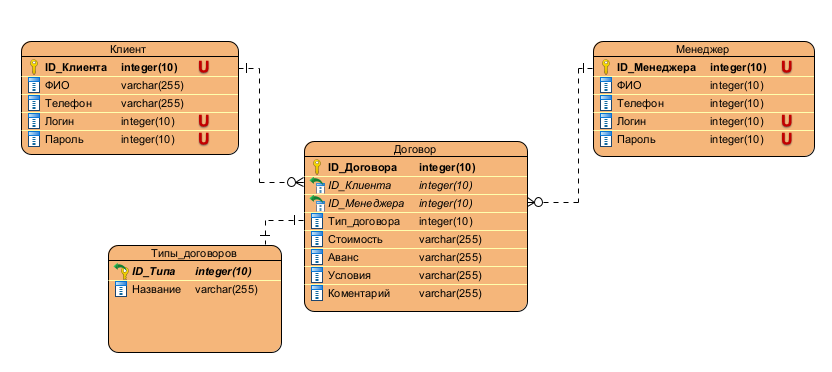 Клиент
ID_Клиента integer(10) U
ФИО varchar(255)
Телефон varchar(255)
Логин integer(10) U
Пароль integer(10) U
Менеджер
ID_Менеджера integer(10) U
ФИО integer(10)
Телефон integer(10)
Логин integer(10) U
Пароль integer(10) U
Договор
ID_Договора integer(10)
ID_Клиента integer(10)
ID_Менеджера integer(10)
Тип_договора integer(10)
Стоимость varchar(255)
Аванс varchar(255)
Условия varchar(255)
Коментарий varchar(255)
Типы_договоров
ID_Типа integer(10)
Название varchar(255)